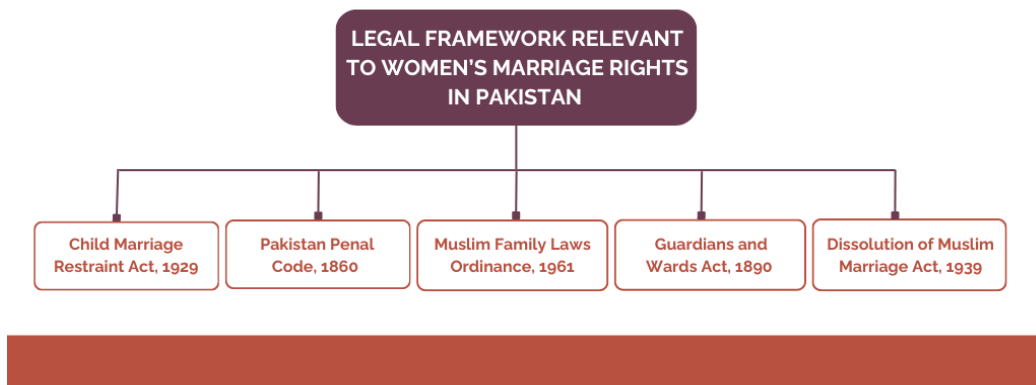 LEGAL FRAMEWORK RELEVANT
TO WOMEN'S MARRIAGE RIGHTS
IN PAKISTAN
Child Marriage
Restraint Act, 1929
Pakistan Penal
Code, 1860
Muslim Family Laws
Ordinance, 1961
Guardians and
Wards Act, 1890
Dissolution of Muslim
Marriage Act, 1939